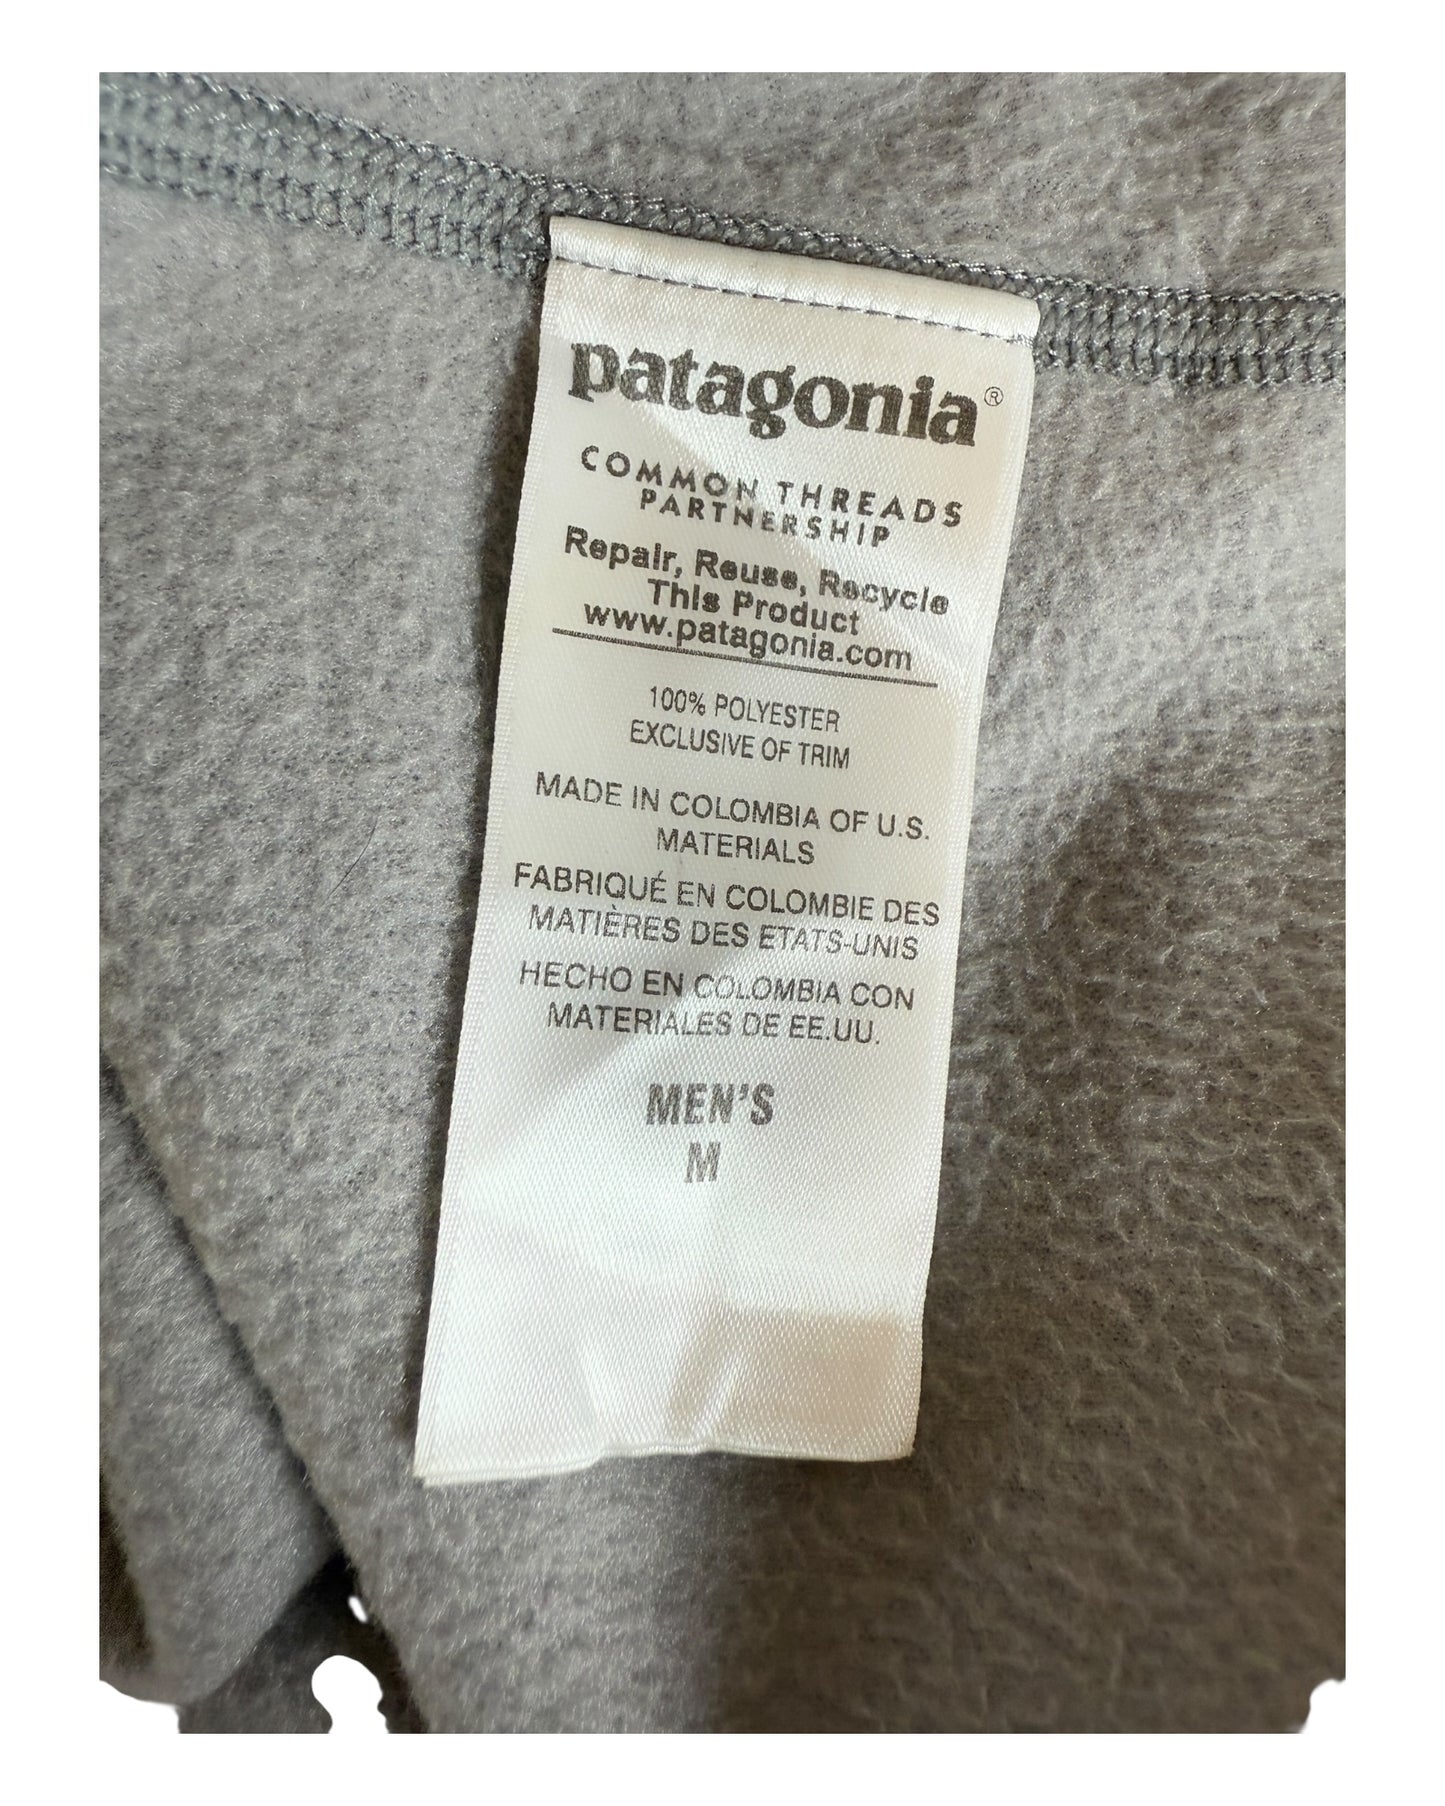 patagonia®
COMMON THREADS
PARTNERSHIP
Repair, Reuse, Recycle
This Product
www.patagonia.com
100% POLYESTER
EXCLUSIVE OF TRIM
MADE IN COLOMBIA OF U.S.
MATERIALS
FABRIQUÉ EN COLOMBIE DES
MATIÈRES DES ETATS-UNIS
HECHO EN COLOMBIA CON
MATERIALES DE EE.UU.
MEN'S
M